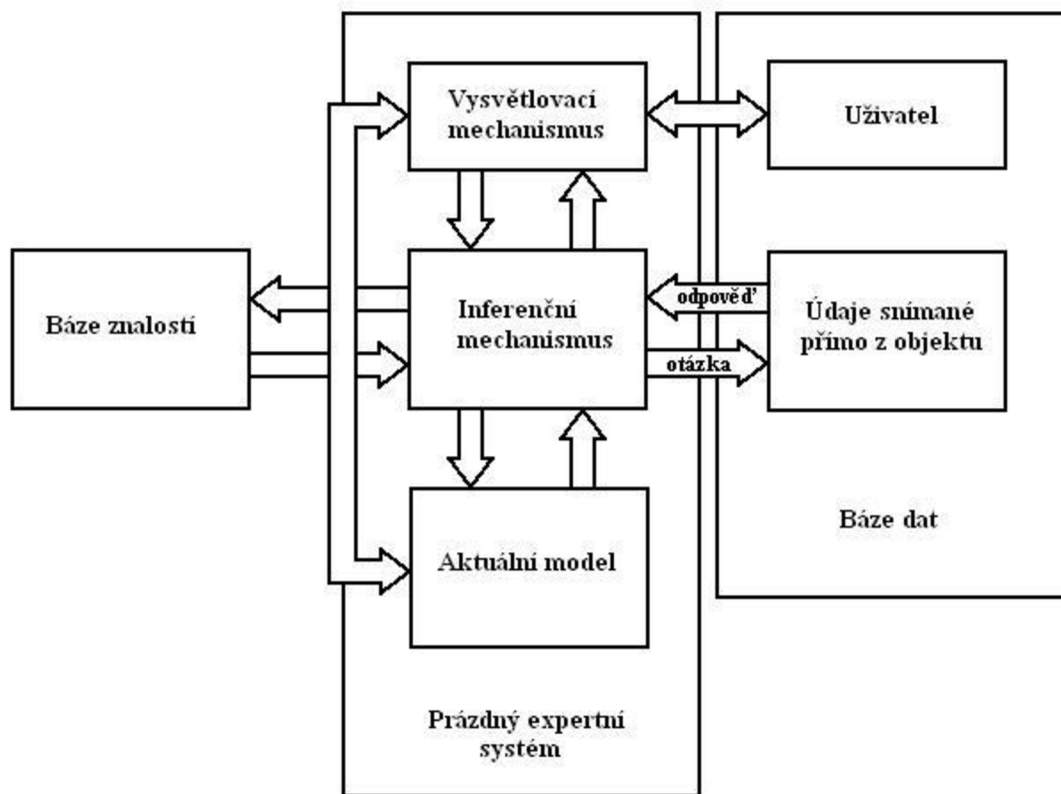 Vysvětlovací
mechanismus
Uživatel
Báze znalostí
Inferenční
mechanismus
odpověď
otázka
Údaje snímané
přímo z objektu
Aktuální model
Báze dat
Prázdný expertní
systém